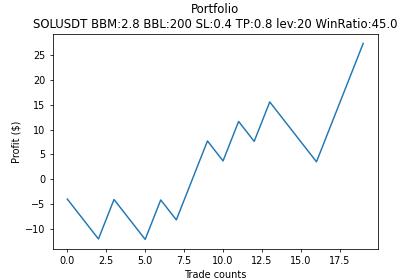 Portfolio
SOLUSDT BBM:2.8 BBL:200 SL:0.4 TP:0.8 lev:20 WinRatio:45.0
Profit ($)
25
20
15
10
5
0
−5
−10
0.0 2.5 5.0 7.5 10.0 12.5 15.0 17.5
Trade counts